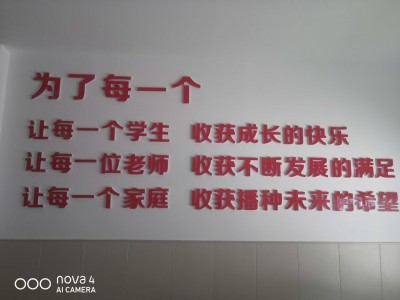 为了每一个
让每一个学生 收获成长的快乐
让每一位老师 收获不断发展的满足
让每一个家庭 收获播种未来的希望
nova 4
AI CAMERA